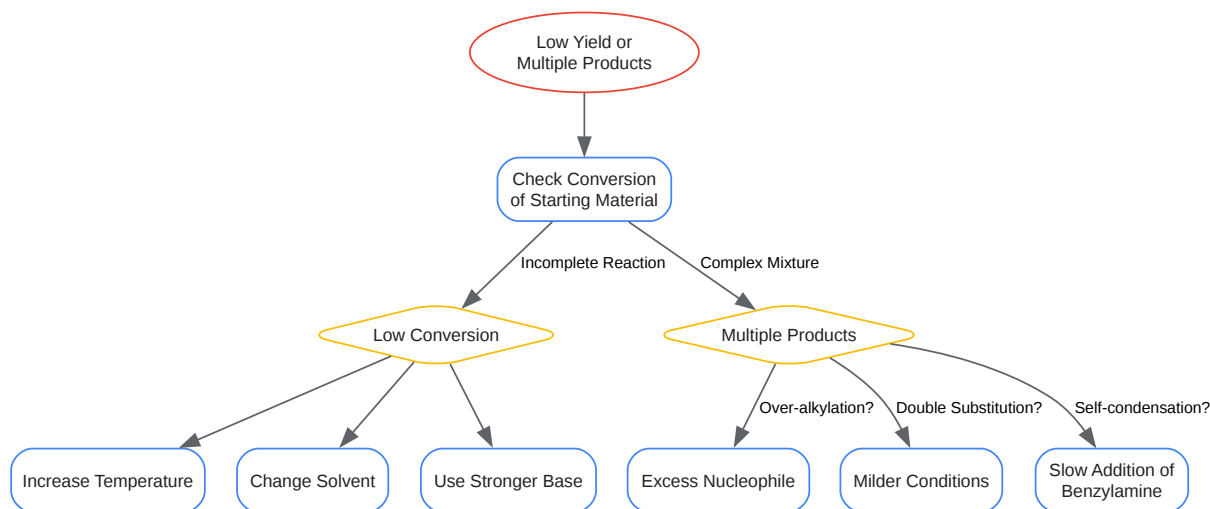 Low Yield or
Multiple Products
Check Conversion
of Starting Material
Incomplete Reaction
Complex Mixture
Low Conversion
Multiple Products
Over-alkylation?
Double Substitution?
Self-condensation?
Increase Temperature
Change Solvent
Use Stronger Base
Excess Nucleophile
Milder Conditions
Slow Addition of
Benzylamine